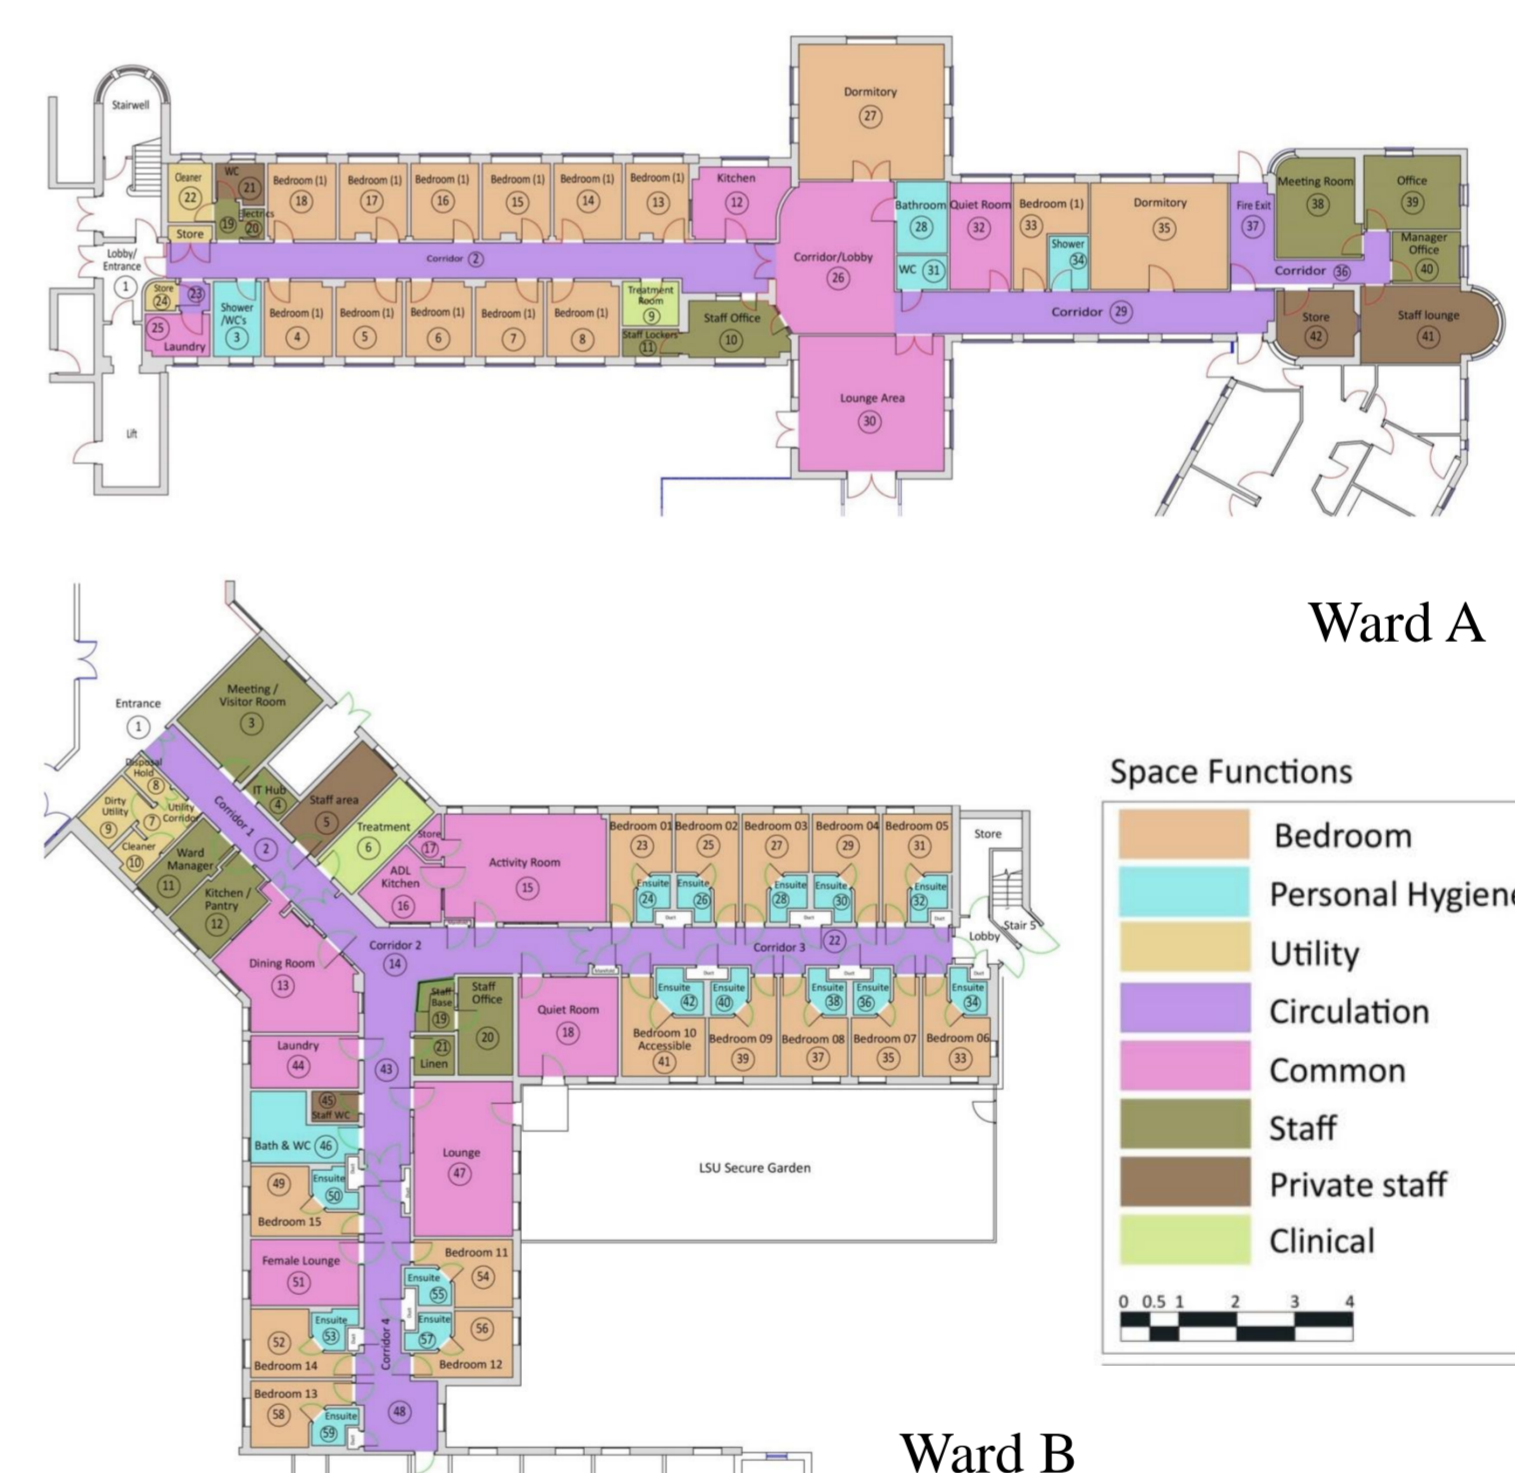 Stairwell
Cleaner
22
WC
21
19
Electrics
20
Store
Bedroom (1)
18
Bedroom (1)
17
Bedroom (1)
16
Bedroom (1)
15
Bedroom (1)
14
Bedroom (1)
13
Kitchen
12
Dormitory
27
Lobby/
Entrance
1
Corridor 2
Corridor/Lobby
26
Bathroom
28
WC 31
Quiet Room
32
Bedroom (1)
33
Shower
34
Dormitory
35
Fire Exit
37
Meeting Room
38
Office
39
Manager
Office
40
Corridor 36
Store
24
23
25
Laundry
Shower
/WC's
3
Bedroom (1)
4
Bedroom (1)
5
Bedroom (1)
6
Bedroom (1)
7
Bedroom (1)
8
Treatment
Room
9
Staff Lockers
11
Staff Office
10
Corridor 29
Store
42
Staff lounge
41
Lounge Area
30
Lift
Ward A
Entrance
1
Meeting /
Visitor Room
3
Disposal
Hold
8
Dirty
Utility
9
7
Utility
Corridor
Cleaner
10
Corridor 1
2
IT Hub
4
Staff area
5
Treatment
6
Ward
Manager
11
Kitchen /
Pantry
12
Dining Room
13
Store
17
ADL
Kitchen
16
Activity Room
15
Corridor 2
14
Bedroom 01
23
Ensuite
24
Bedroom 02
25
Ensuite
26
Bedroom 03
27
Ensuite
28
Bedroom 04
29
Ensuite
30
Bedroom 05
31
Ensuite
32
Duct
Duct
Duct
Store
Stair 5
Lobby
Corridor 3
22
Staff
Base
19
Staff
Office
20
21
Linen
Quiet Room
18
Duct
Duct
Duct
Ensuite
42
Bedroom 10
Accessible
41
Ensuite
40
Bedroom 09
39
Ensuite
38
Bedroom 08
37
Ensuite
36
Bedroom 07
35
Ensuite
34
Bedroom 06
33
Laundry
44
43
45
Staff WC
Bath & WC 46
Lounge
47
LSU Secure Garden
49
Ensuite
50
Bedroom 15
Duct
Duct
Female Lounge
51
Bedroom 11
54
Ensuite
55
Duct
52
Ensuite
53
Bedroom 14
Duct
Corridor 4
Ensuite
57
56
Bedroom 12
Bedroom 13
58
Ensuite
59
Duct
48
Ward B
Space Functions
Bedroom
Personal Hygiene
Utility
Circulation
Common
Staff
Private staff
Clinical
0 0.5 1 2 3 4